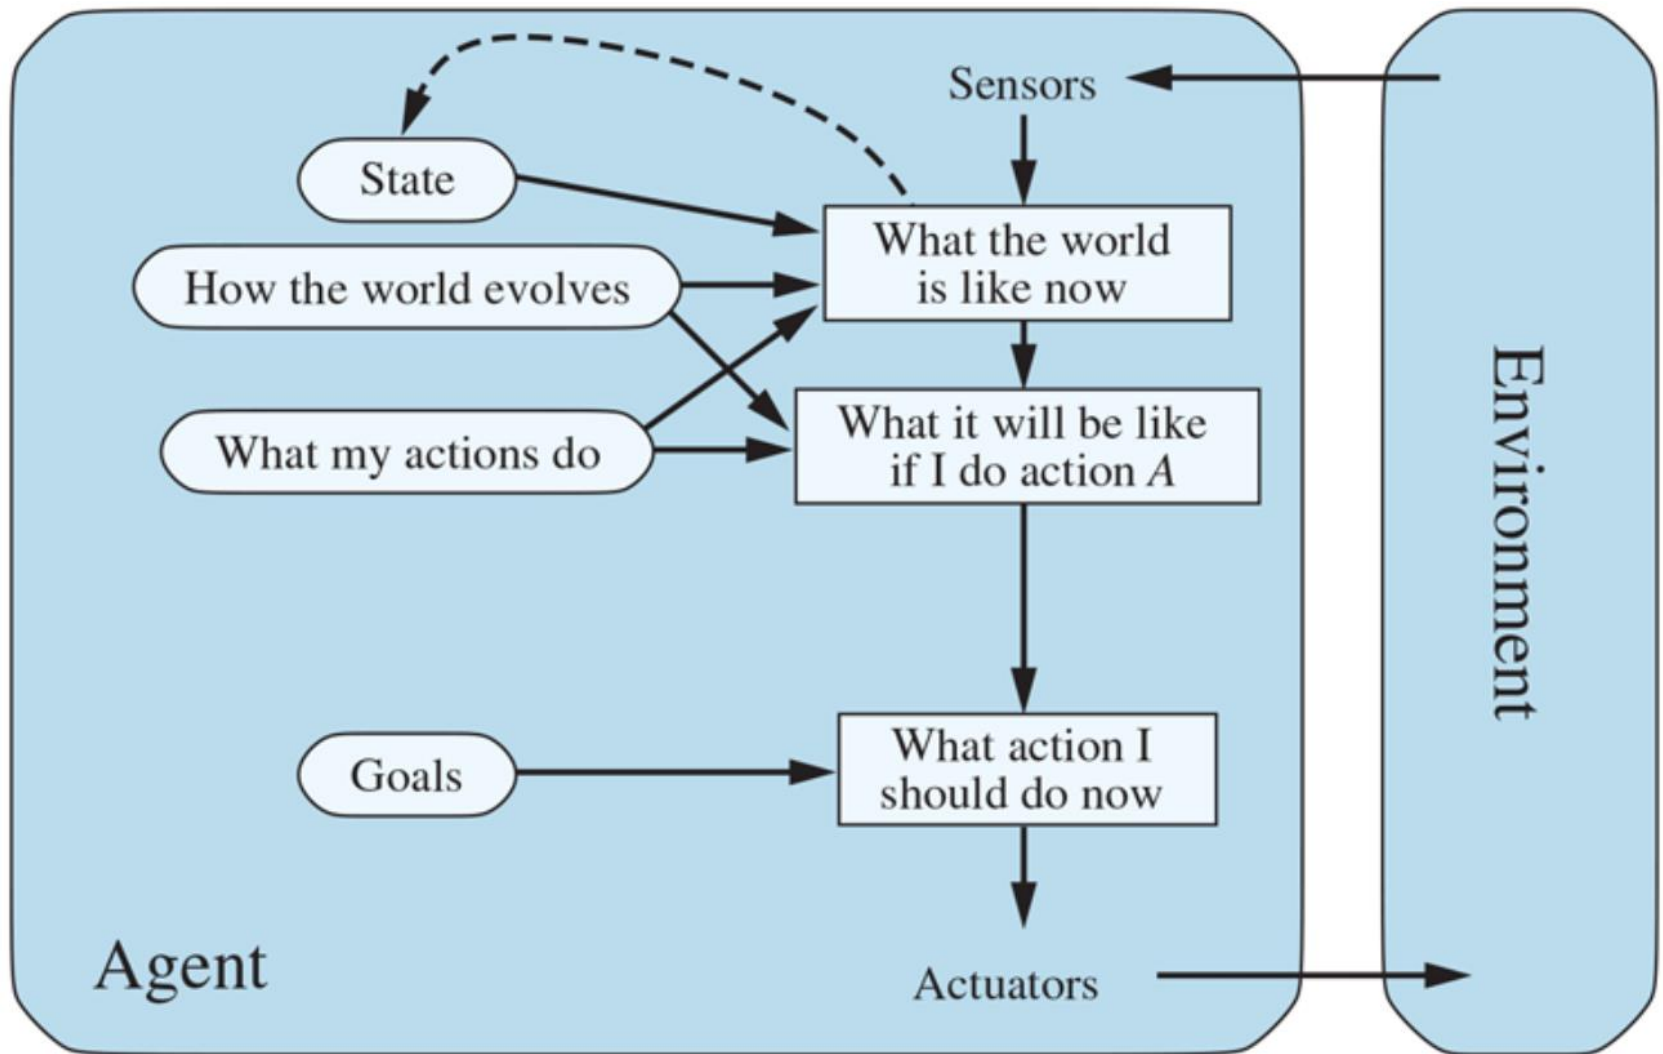 Sensors
State
What the world
is like now
How the world evolves
What my actions do
What it will be like
if I do action A
Goals
What action I
should do now
Agent
Actuators
Environment